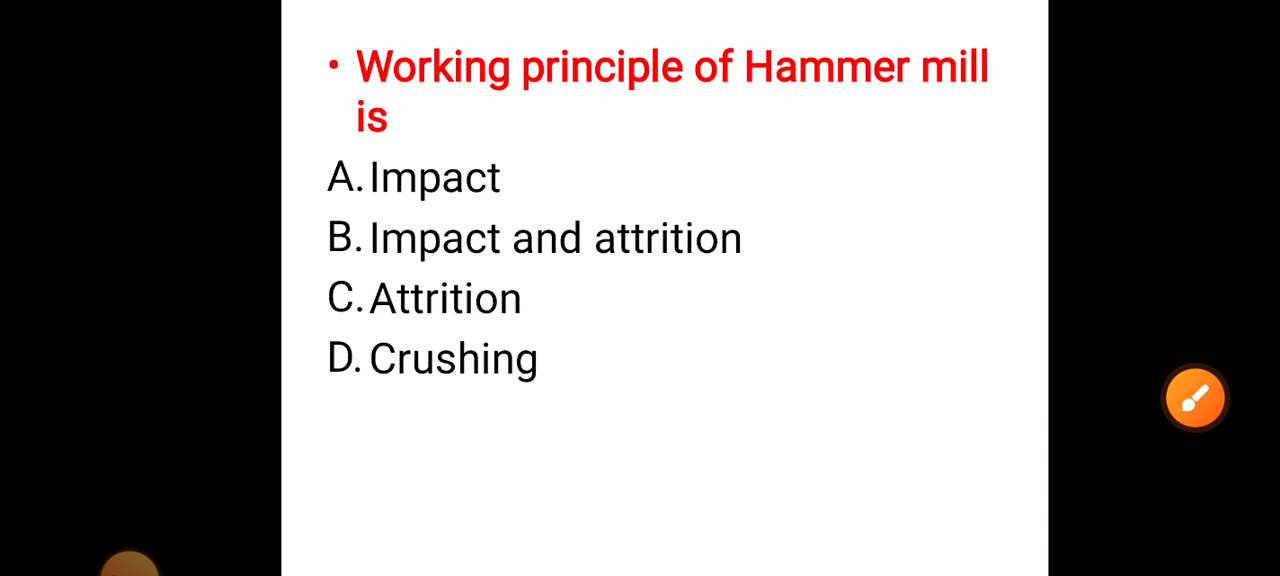 • Working principle of Hammer mill
is
A. Impact
B. Impact and attrition
C. Attrition
D. Crushing